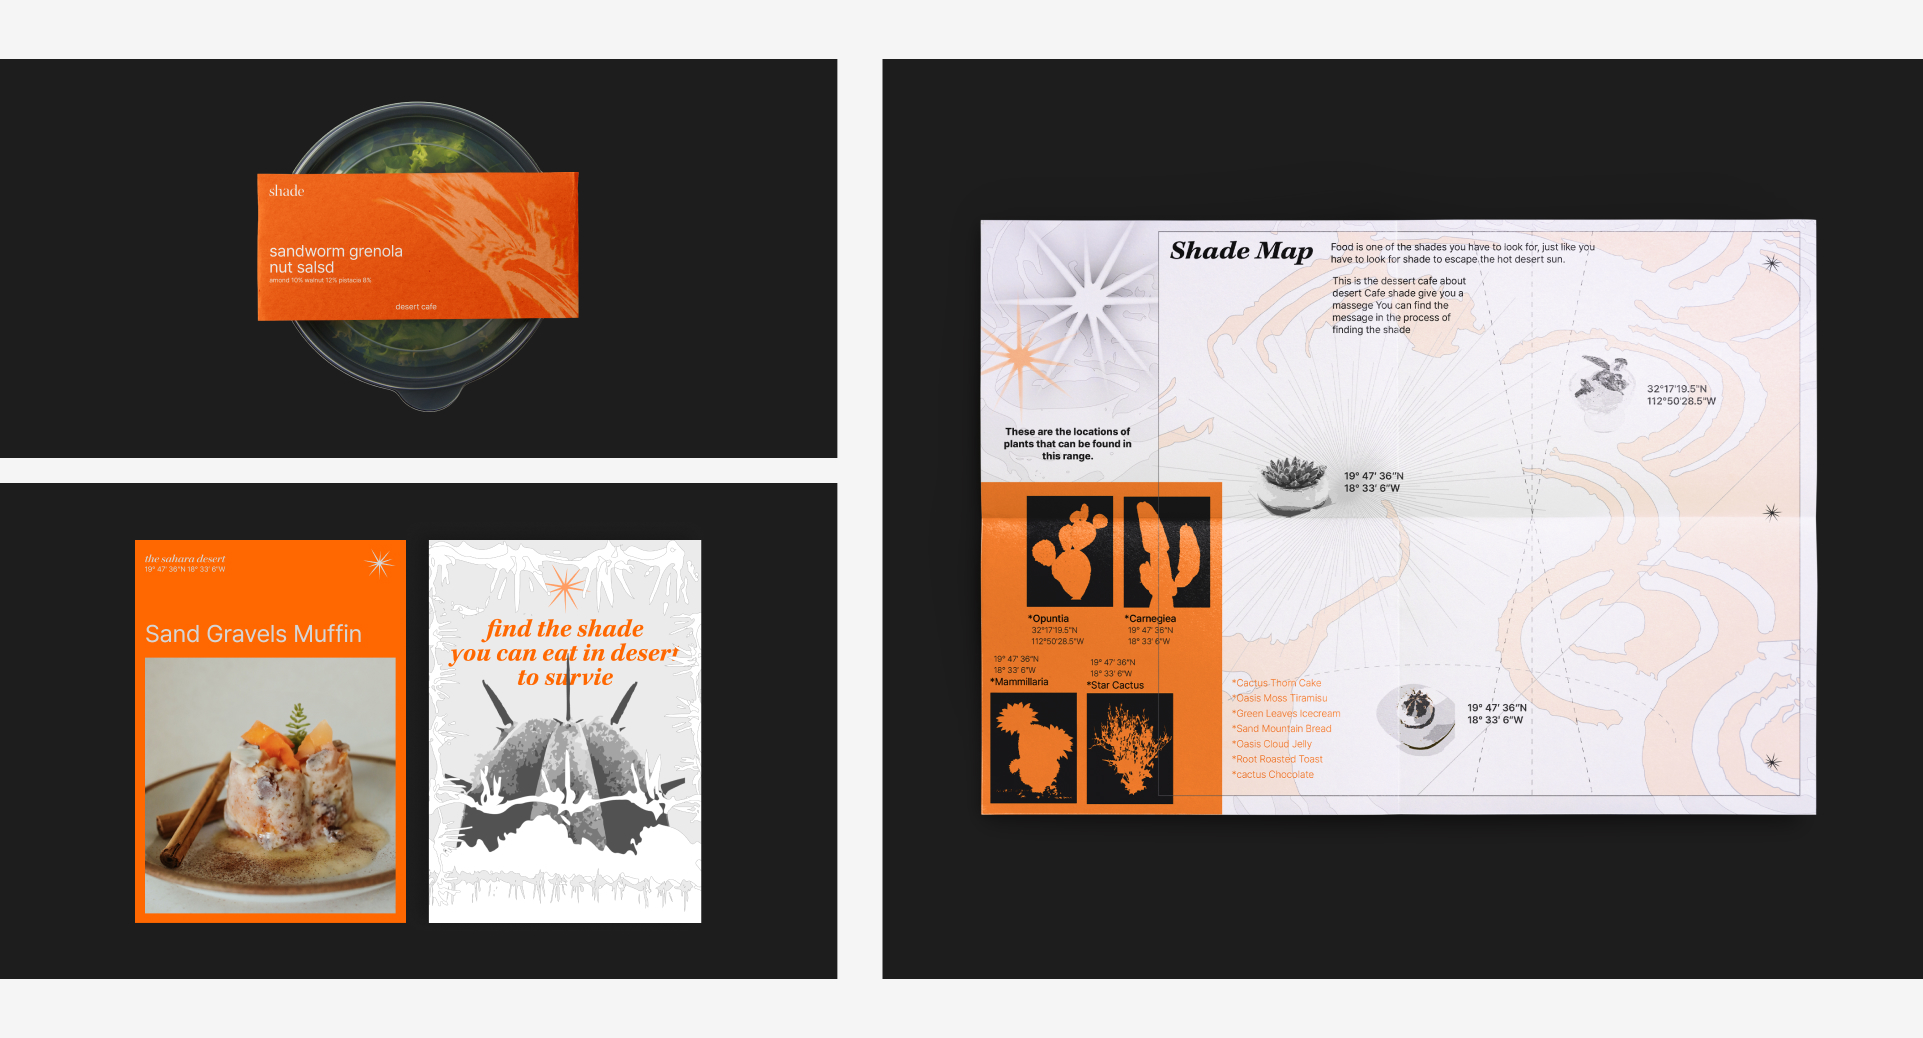 shade
sandworm grenola
nut salsd
amond 10% walnut 12% pistacia 8%
desert cafe
the sahara desert
19° 47' 36"N 18° 33' 6"W
Sand Gravels Muffin
find the shade
you can eat in desert
to survie
Shade Map
Food is one of the shades you have to look for, just like you
have to look for shade to escape the hot desert sun.
This is the dessert cafe about
desert Cafe shade give you a
massege You can find the
message in the process of
finding the shade
32°17'19.5"N
112°50'28.5"W
These are the locations of
plants that can be found in
this range.
19° 47' 36"N
18° 33' 6"W
*Opuntia
32°17'19.5"N
112°50'28.5"W
*Carnegiea
19° 47' 36"N
18° 33' 6"W
19° 47' 36"N
18° 33' 6"W
*Mammillaria
19° 47' 36"N
18° 33' 6"W
*Star Cactus
*Cactus Thorn Cake
*Oasis Moss Tiramisu
*Green Leaves Icecream
*Sand Mountain Bread
*Oasis Cloud Jelly
*Root Roasted Toast
*cactus Chocolate
19° 47' 36"N
18° 33' 6"W